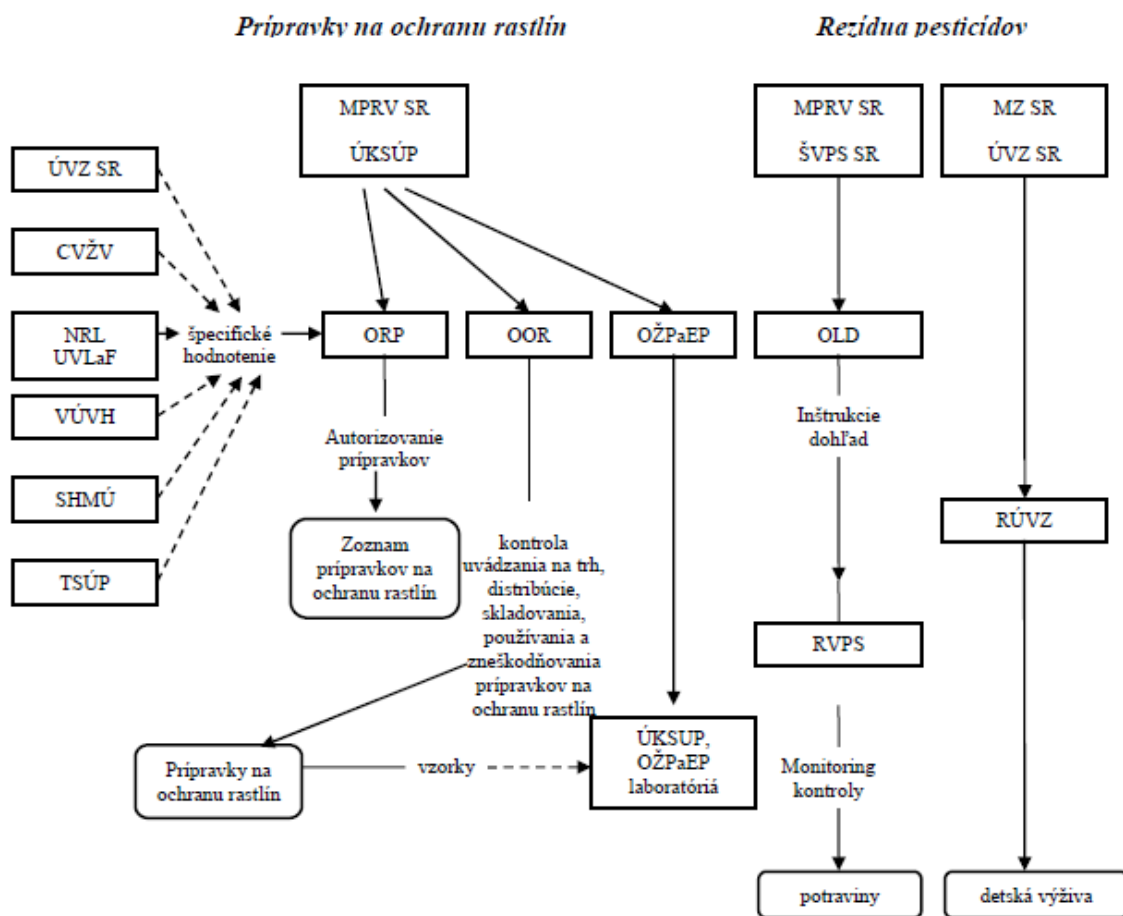 Prípravky na ochranu rastlín
Rezídua pesticídov
MPRV SR
ÚKSÚP
MPRV SR
ŠVPS SR
MZ SR
ÚVZ SR
ÚVZ SR
CVŽV
NRL
UVLaF
VÚVH
SHMÚ
TSÚP
špecifické
hodnotenie
ORP
OOR
OŽPaEP
OLD
Autorizovanie
prípravkov
Inštrukcie
dohľad
Zoznam
prípravkov na
ochranu rastlín
kontrola
uvádzania na trh,
distribúcie,
skladovania,
používania a
zneškodňovania
prípravkov na
ochranu rastlín
RÚVZ
RVPS
Prípravky na
ochranu rastlín
vzorky
ÚKSUP,
OŽPaEP
laboratóriá
Monitoring
kontroly
potraviny
detská výživa